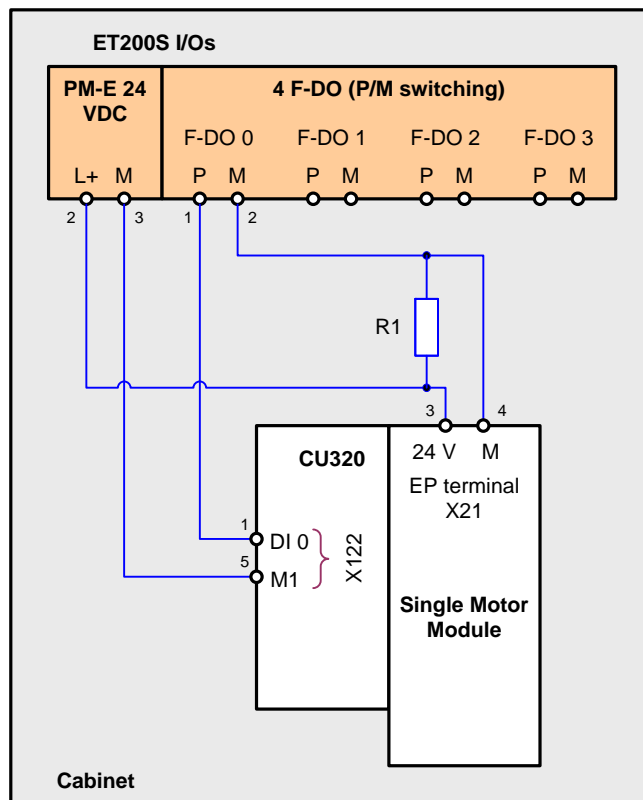 ET200S I/Os
PM-E 24
VDC
4 F-DO (P/M switching)
F-DO 0 F-DO 1 F-DO 2 F-DO 3
L+ M P M P M P M P M
2 3 1 2
R1
3 4
CU320
24 V M
EP terminal
X21
1
DI 0
X122
5
M1
Single Motor
Module
Cabinet